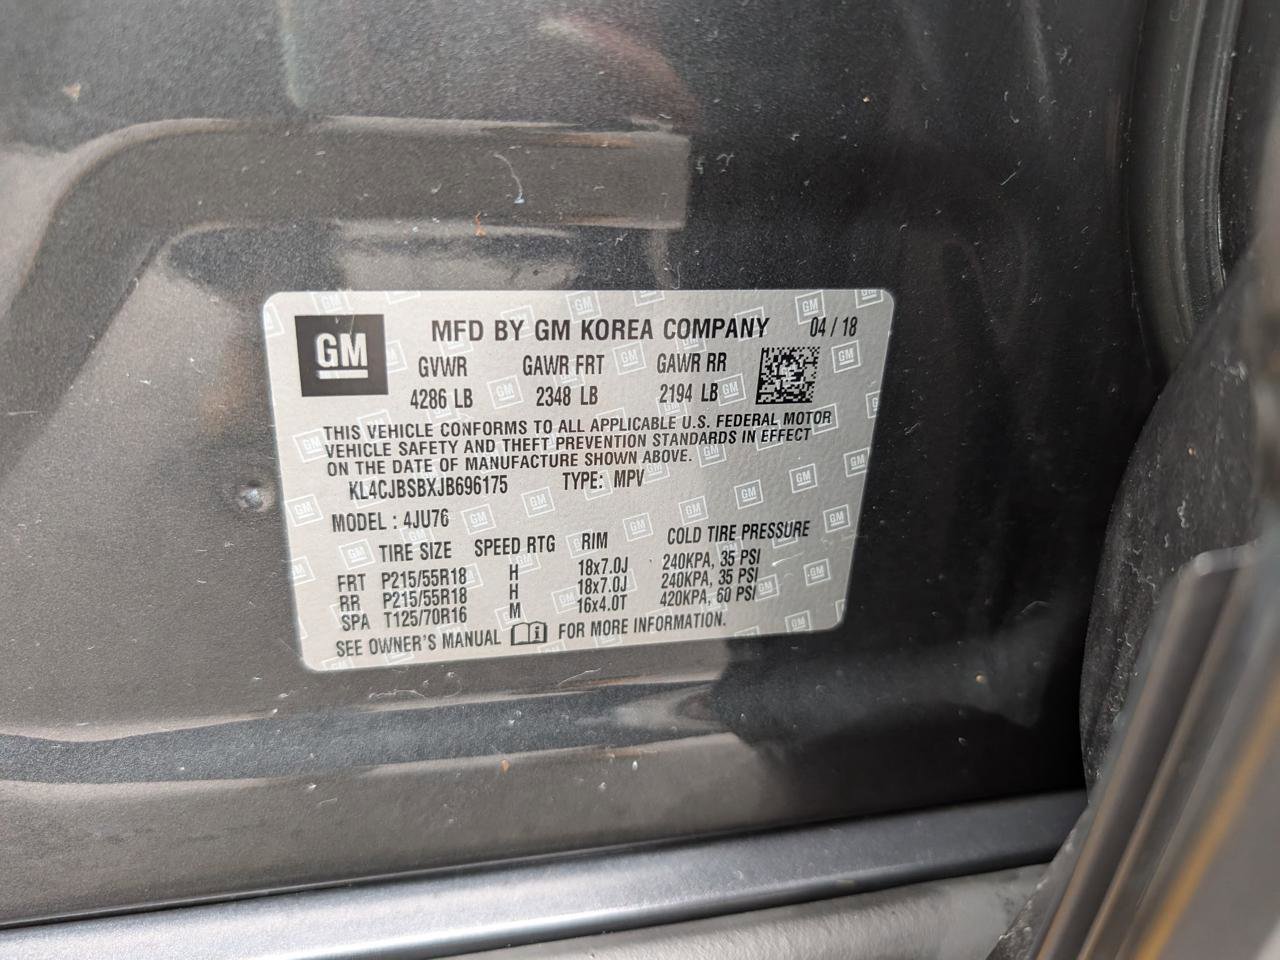 GM
MFD BY GM KOREA COMPANY 04 / 18
GVWR GAWR FRT GAWR RR
4286 LB 2348 LB 2194 LB
THIS VEHICLE CONFORMS TO ALL APPLICABLE U.S. FEDERAL MOTOR
VEHICLE SAFETY AND THEFT PREVENTION STANDARDS IN EFFECT
ON THE DATE OF MANUFACTURE SHOWN ABOVE.
KL4CJBSBXJB696175 TYPE: MPV
MODEL : 4JU76
TIRE SIZE SPEED RTG RIM COLD TIRE PRESSURE
FRT P215/55R18 H 18x7.0J 240KPA, 35 PSI
RR P215/55R18 H 18x7.0J 240KPA, 35 PSI
SPA T125/70R16 M 16x4.0T 420KPA, 60 PSI
SEE OWNER'S MANUAL FOR MORE INFORMATION.